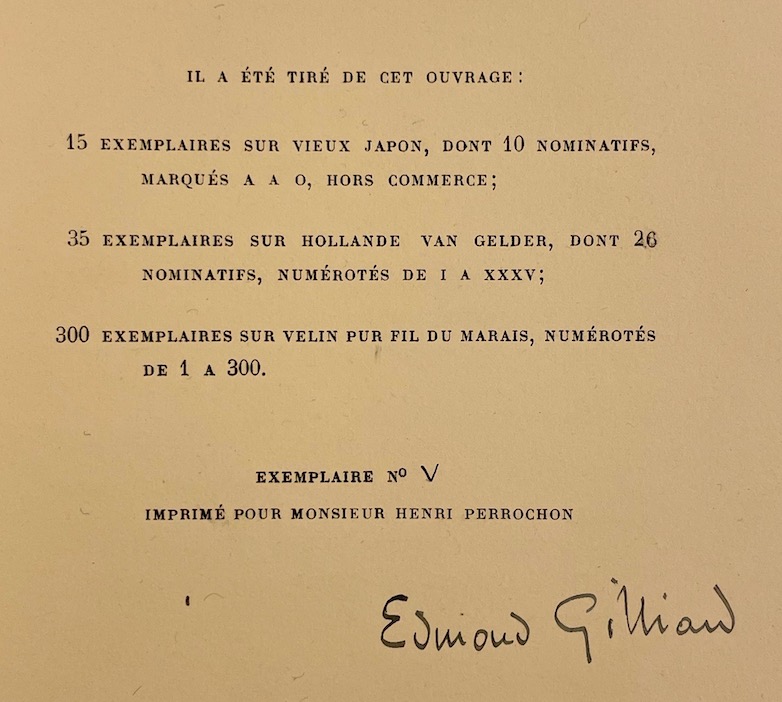 IL A ÉTÉ TIRÉ DE CET OUVRAGE :
15 EXEMPLAIRES SUR VIEUX JAPON, DONT 10 NOMINATIFS,
MARQUÉS A A O, HORS COMMERCE ;
35 EXEMPLAIRES SUR HOLLANDE VAN GELDER, DONT 26
NOMINATIFS, NUMÉROTÉS DE I A XXXV ;
300 EXEMPLAIRES SUR VELIN PUR FIL DU MARAIS, NUMÉROTÉS
DE 1 A 300.
EXEMPLAIRE Nº V
IMPRIMÉ POUR MONSIEUR HENRI PERROCHON
Edmond Gilliard